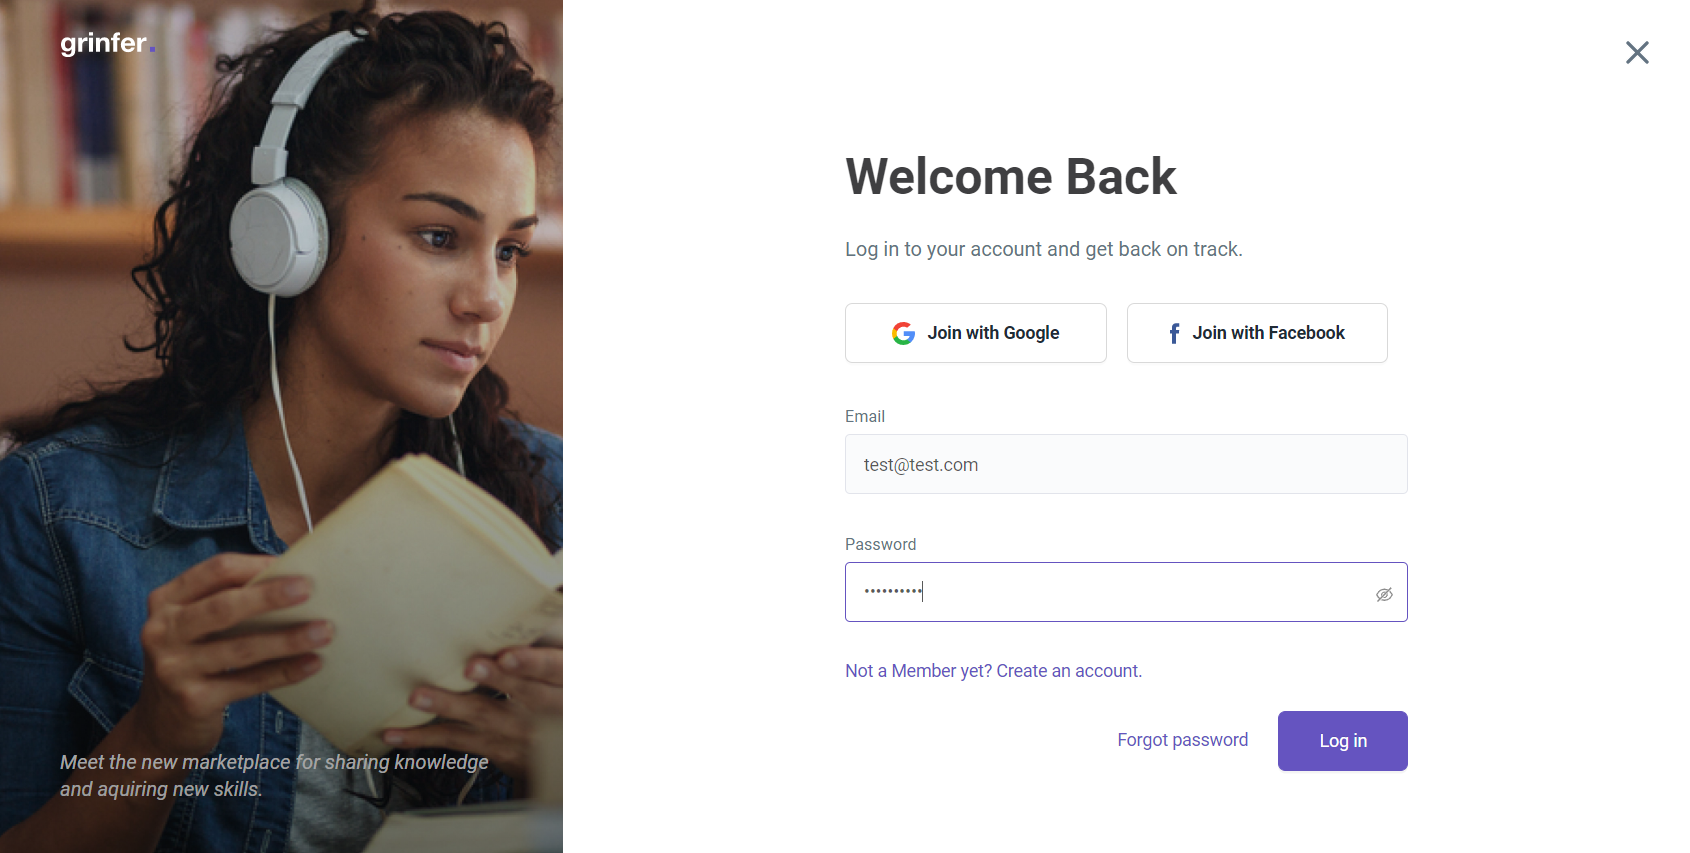 grinfer.
Welcome Back
Log in to your account and get back on track.
Join with Google
Join with Facebook
Email
test@test.com
Password
••••••••••
Not a Member yet? Create an account.
Forgot password
Log in
Meet the new marketplace for sharing knowledge
and aquiring new skills.